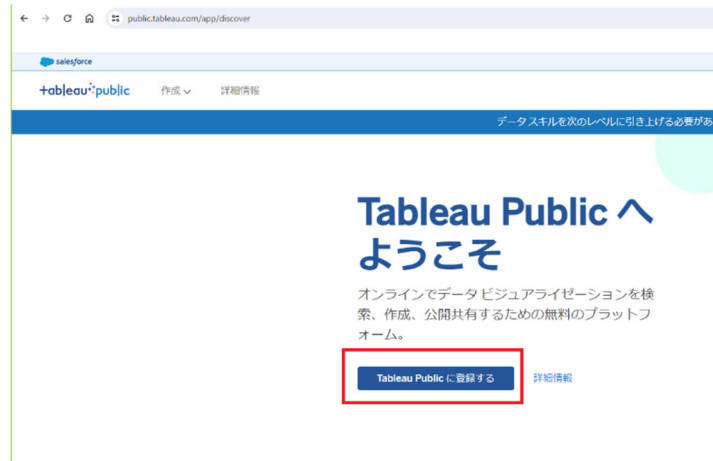 public.tableau.com/app/discover
salesforce
+ableau public 作成 詳細情報
データ スキルを次のレベルに引き上げる必要があ
Tableau Public へ
ようこそ
オンラインでデータ ビジュアライゼーションを検
索、作成、公開共有するための無料のプラットフ
ォーム。
Tableau Public に登録する 詳細情報